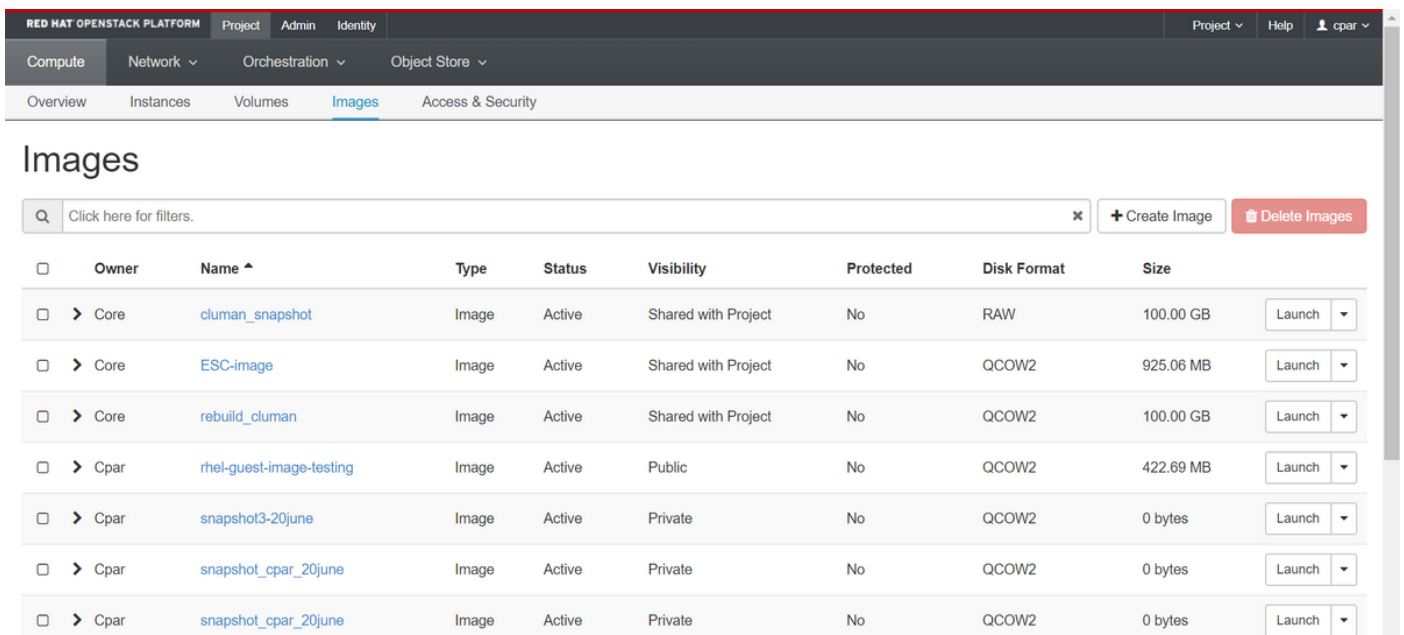 RED HAT OPENSTACK PLATFORM Project Admin Identity Project Help cpar
Compute Network Orchestration Object Store
Overview Instances Volumes Images Access & Security
Images
Click here for filters. Create Image Delete Images
Owner Name Type Status Visibility Protected Disk Format Size
Core cluman_snapshot Image Active Shared with Project No RAW 100.00 GB Launch
Core ESC-image Image Active Shared with Project No QCOW2 925.06 MB Launch
Core rebuild_cluman Image Active Shared with Project No QCOW2 100.00 GB Launch
Cpar rhel-guest-image-testing Image Active Public No QCOW2 422.69 MB Launch
Cpar snapshot3-20june Image Active Private No QCOW2 0 bytes Launch
Cpar snapshot_cpar_20june Image Active Private No QCOW2 0 bytes Launch
Cpar snapshot_cpar_20june Image Active Private No QCOW2 0 bytes Launch